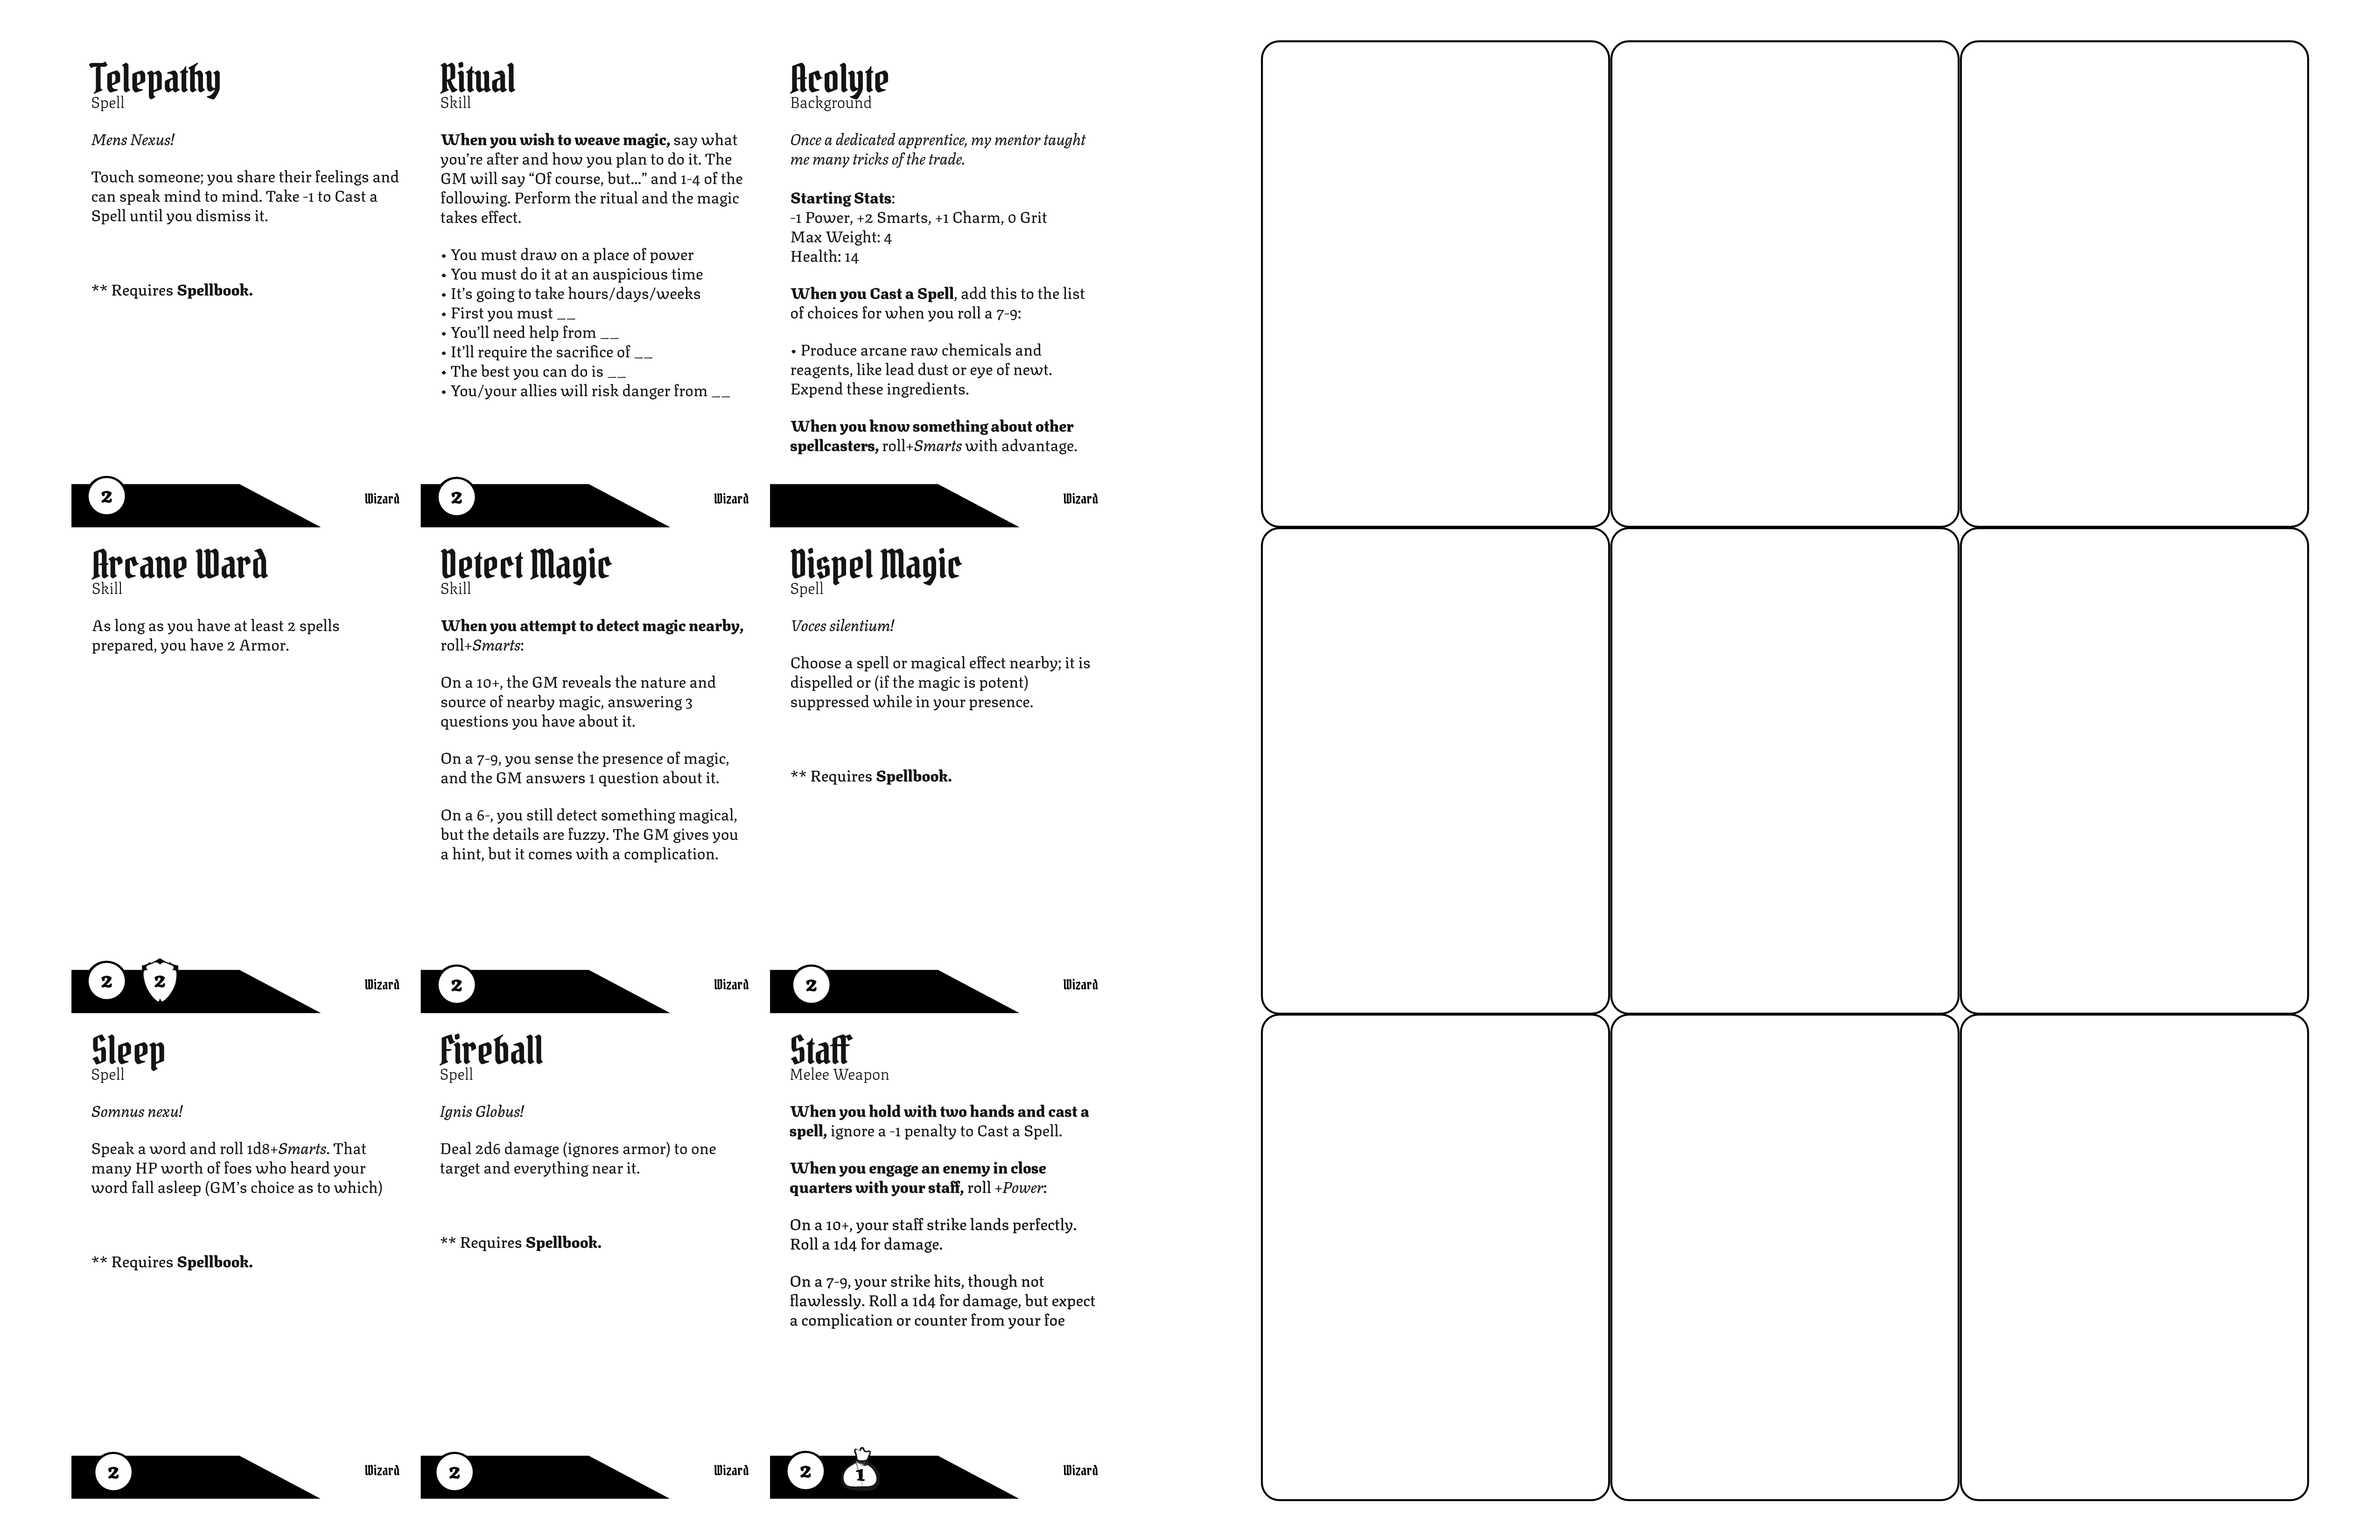 Telepathy
Spell
Mens Nexus!
Touch someone; you share their feelings and
can speak mind to mind. Take -1 to Cast a
Spell until you dismiss it.
** Requires Spellbook.
2
Wizard
Ritual
Skill
When you wish to weave magic, say what
you're after and how you plan to do it. The
GM will say “Of course, but...” and 1-4 of the
following. Perform the ritual and the magic
takes effect.
• You must draw on a place of power
• You must do it at an auspicious time
• It's going to take hours/days/weeks
• First you must __
• You'll need help from __
• It'll require the sacrifice of __
• The best you can do is __
• You/your allies will risk danger from __
2
Wizard
Acolyte
Background
Once a dedicated apprentice, my mentor taught
me many tricks of the trade.
Starting Stats:
-1 Power, +2 Smarts, +1 Charm, 0 Grit
Max Weight: 4
Health: 14
When you Cast a Spell, add this to the list
of choices for when you roll a 7-9:
• Produce arcane raw chemicals and
reagents, like lead dust or eye of newt.
Expend these ingredients.
When you know something about other
spellcasters, roll+Smarts with advantage.
Wizard
Arcane Ward
Skill
As long as you have at least 2 spells
prepared, you have 2 Armor.
2 2
Wizard
Detect Magic
Skill
When you attempt to detect magic nearby,
roll+Smarts:
On a 10+, the GM reveals the nature and
source of nearby magic, answering 3
questions you have about it.
On a 7-9, you sense the presence of magic,
and the GM answers 1 question about it.
On a 6-, you still detect something magical,
but the details are fuzzy. The GM gives you
a hint, but it comes with a complication.
2
Wizard
Dispel Magic
Spell
Voces silentium!
Choose a spell or magical effect nearby; it is
dispelled or (if the magic is potent)
suppressed while in your presence.
** Requires Spellbook.
2
Wizard
Sleep
Spell
Somnus nexu!
Speak a word and roll 1d8+Smarts. That
many HP worth of foes who heard your
word fall asleep (GM's choice as to which)
** Requires Spellbook.
2
Wizard
Fireball
Spell
Ignis Globus!
Deal 2d6 damage (ignores armor) to one
target and everything near it.
** Requires Spellbook.
2
Wizard
Staff
Melee Weapon
When you hold with two hands and cast a
spell, ignore a -1 penalty to Cast a Spell.
When you engage an enemy in close
quarters with your staff, roll +Power:
On a 10+, your staff strike lands perfectly.
Roll a 1d4 for damage.
On a 7-9, your strike hits, though not
flawlessly. Roll a 1d4 for damage, but expect
a complication or counter from your foe
2 1
Wizard